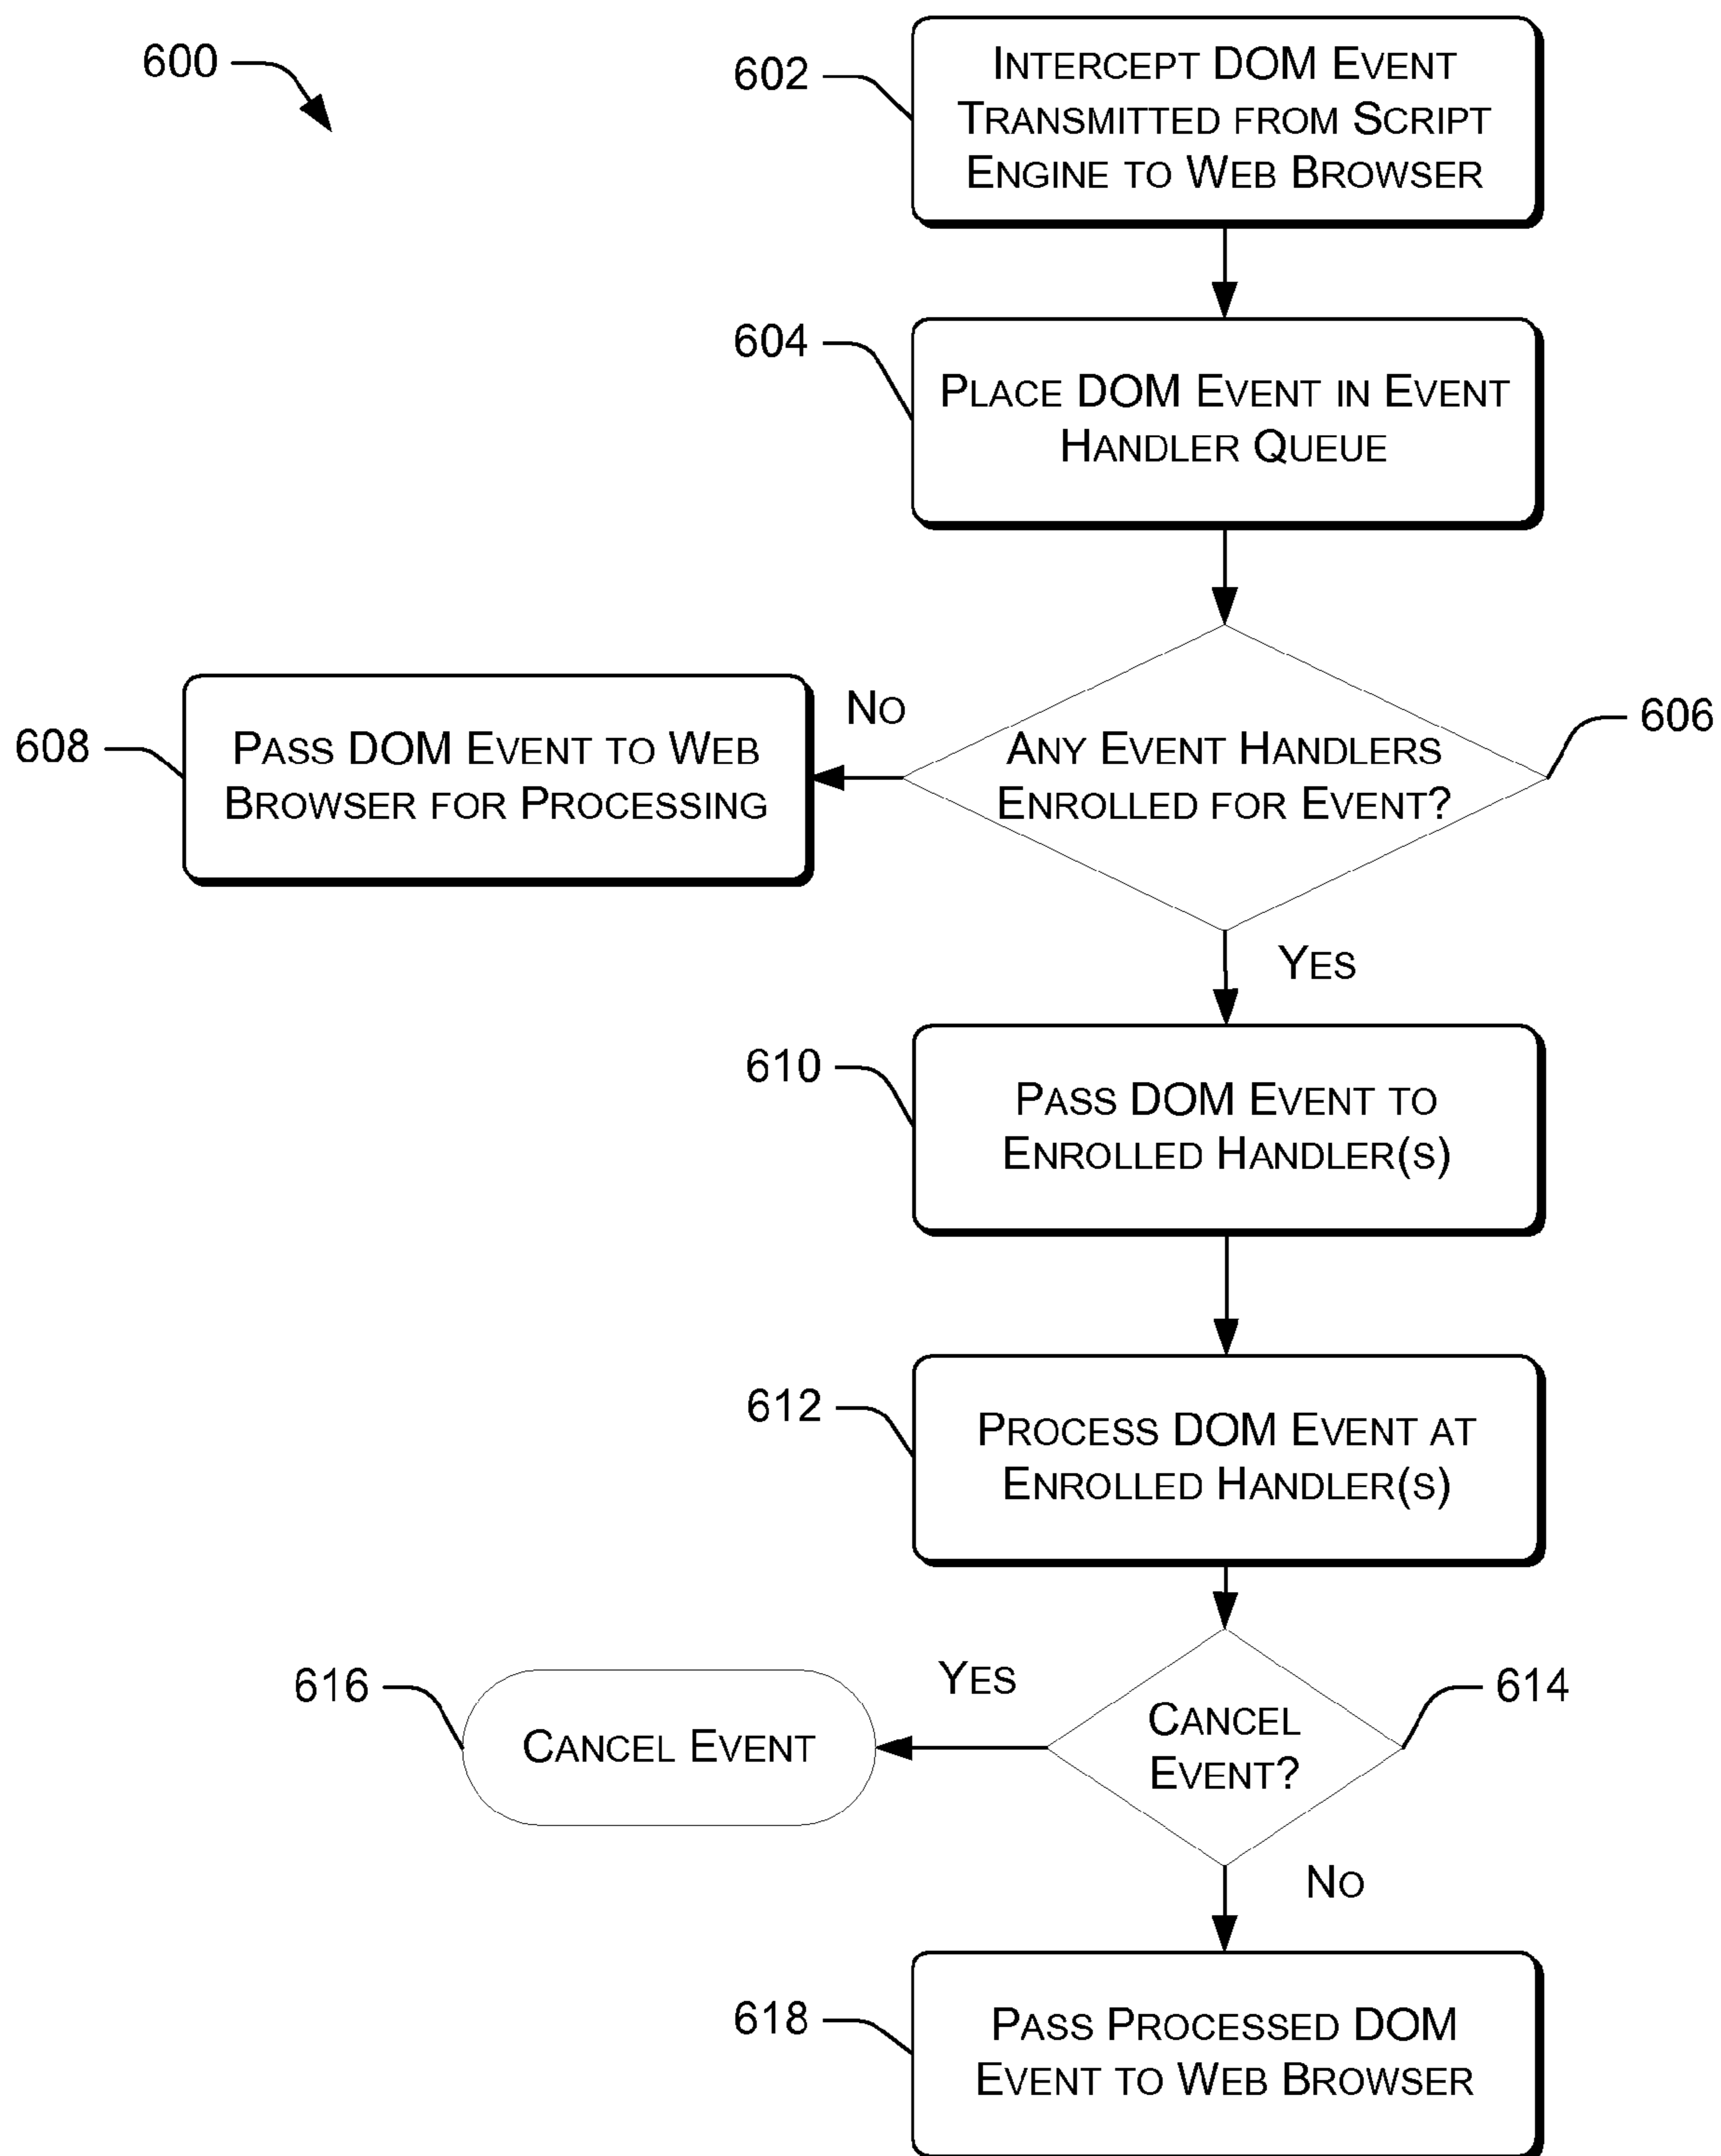 600
602
INTERCEPT DOM EVENT
TRANSMITTED FROM SCRIPT
ENGINE TO WEB BROWSER
604
PLACE DOM EVENT IN EVENT
HANDLER QUEUE
606
ANY EVENT HANDLERS
ENROLLED FOR EVENT?
NO
608
PASS DOM EVENT TO WEB
BROWSER FOR PROCESSING
YES
610
PASS DOM EVENT TO
ENROLLED HANDLER(S)
612
PROCESS DOM EVENT AT
ENROLLED HANDLER(S)
614
CANCEL
EVENT?
YES
616
CANCEL EVENT
NO
618
PASS PROCESSED DOM
EVENT TO WEB BROWSER